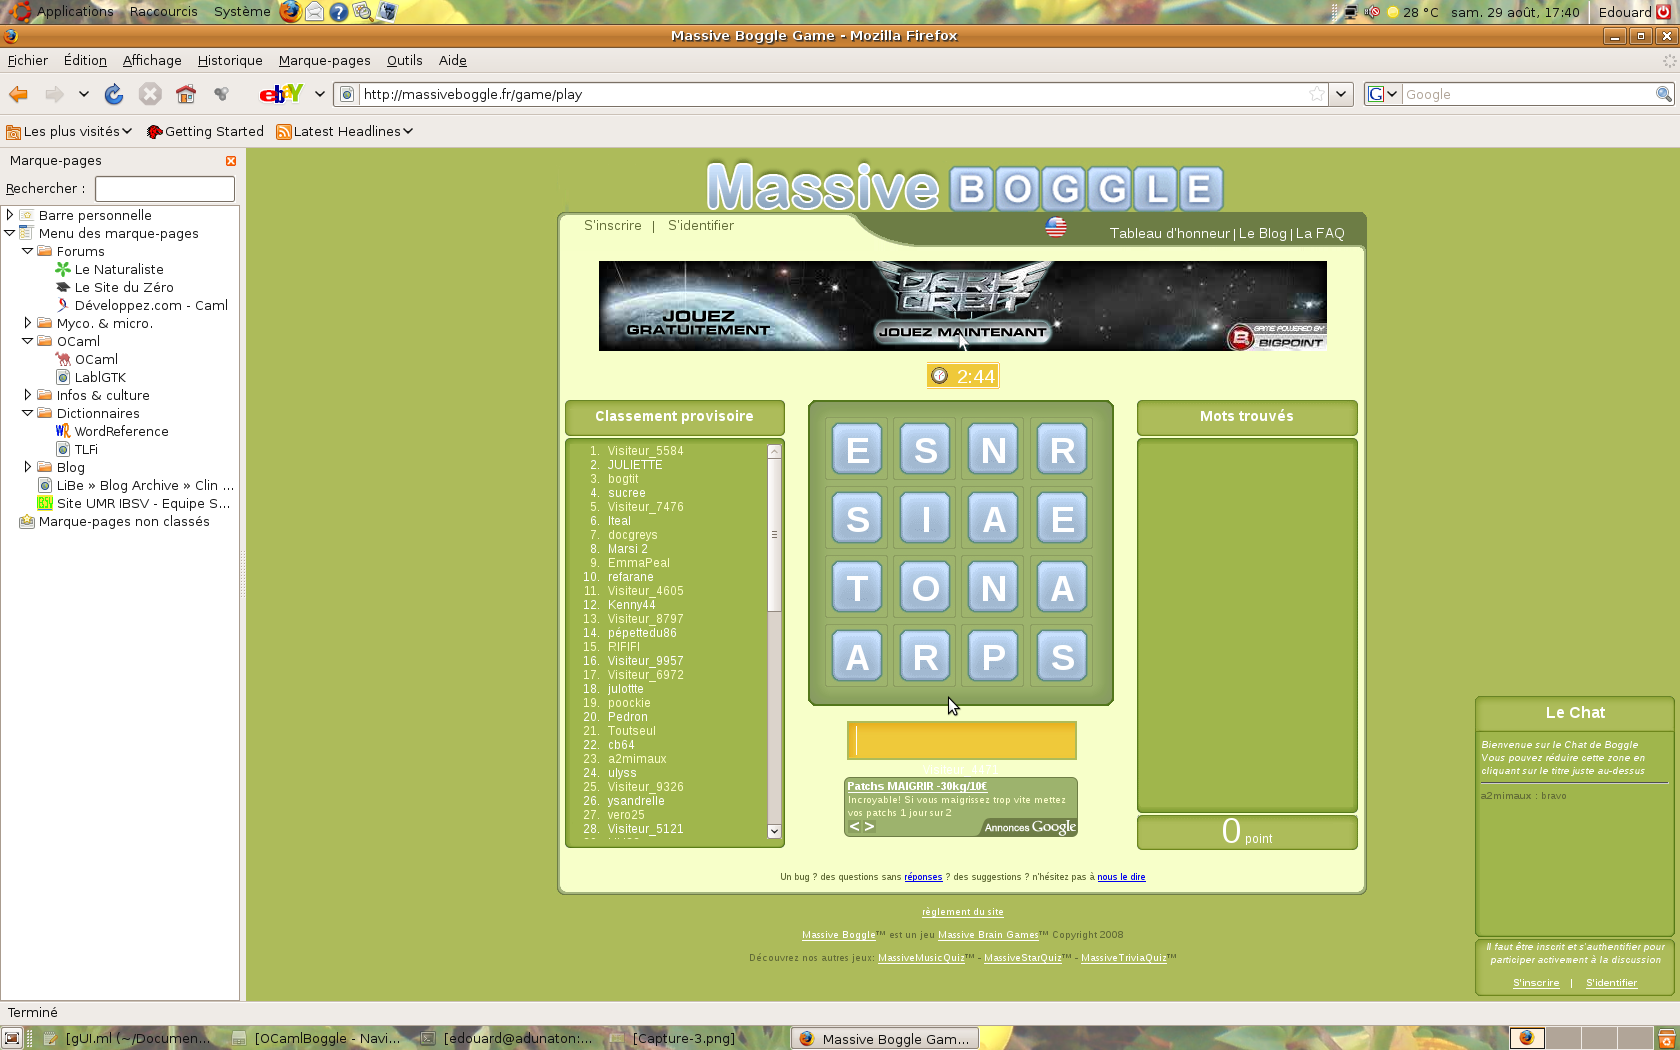 Applications Raccourcis Système 28 °C sam. 29 août, 17:40 Edouard
Massive Boggle Game - Mozilla Firefox
Fichier Édition Affichage Historique Marque-pages Outils Aide
ebY http://massiveboggle.fr/game/play G Google
Les plus visités Getting Started Latest Headlines
Marque-pages
Rechercher :
Barre personnelle
Menu des marque-pages
Forums
Le Naturaliste
Le Site du Zéro
Développez.com - Caml
Myco. & micro.
OCaml
OCaml
LablGTK
Infos & culture
Dictionnaires
WordReference
TLFi
Blog
LiBe » Blog Archive » Clin ...
Site UMR IBSV - Equipe S...
Marque-pages non classés
Massive BOGGLE
S'inscrire | S'identifier
Tableau d'honneur | Le Blog | La FAQ
DARK ORBIT
JOUEZ GRATUITEMENT
JOUEZ MAINTENANT
GAME POWERED BY
BIGPOINT
2:44
Classement provisoire
1. Visiteur_5584
2. JULIETTE
3. bogtit
4. sucree
5. Visiteur_7476
6. lteal
7. docgreys
8. Marsi 2
9. EmmaPeal
10. refarane
11. Visiteur_4605
12. Kenny44
13. Visiteur_8797
14. pépettedu86
15. RIFIFI
16. Visiteur_9957
17. Visiteur_6972
18. julottte
19. poockie
20. Pedron
21. Toutseul
22. cb64
23. a2mimaux
24. ulyss
25. Visiteur_9326
26. ysandrelle
27. vero25
28. Visiteur_5121
E S N R
S I A E
T O N A
A R P S
Patchs MAIGRIR -30kg/10€
Incroyable! Si vous maigrissez trop vite mettez
vos patchs 1 jour sur 2
< > Annonces Google
Mots trouvés
0 point
Un bug ? des questions sans réponses ? des suggestions ? n'hésitez pas à nous le dire
règlement du site
Massive Boggle™ est un jeu Massive Brain Games™ Copyright 2008
Découvrez nos autres jeux: MassiveMusicQuiz™ - MassiveStarQuiz™ - MassiveTriviaQuiz™
Le Chat
Bienvenue sur le Chat de Boggle
Vous pouvez réduire cette zone en
cliquant sur le titre juste au-dessus
a2mimaux : bravo
Il faut être inscrit et s'authentifier pour
participer activement à la discussion
S'inscrire | S'identifier
Terminé
[gUI.ml (~/Documen... [OCamlBoggle - Navi... [edouard@adunaton:... [Capture-3.png] Massive Boggle Gam...